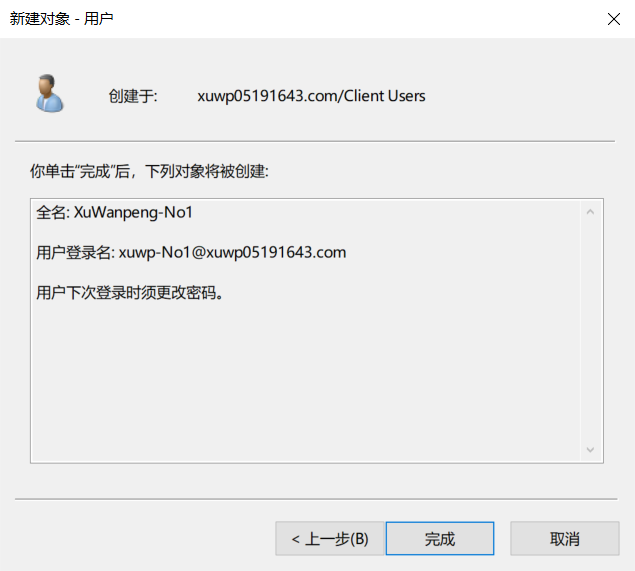 新建对象 - 用户
创建于: xuwp05191643.com/Client Users
你单击“完成”后，下列对象将被创建:
全名: XuWanpeng-No1
用户登录名: xuwp-No1@xuwp05191643.com
用户下次登录时须更改密码。
< 上一步(B) 完成 取消